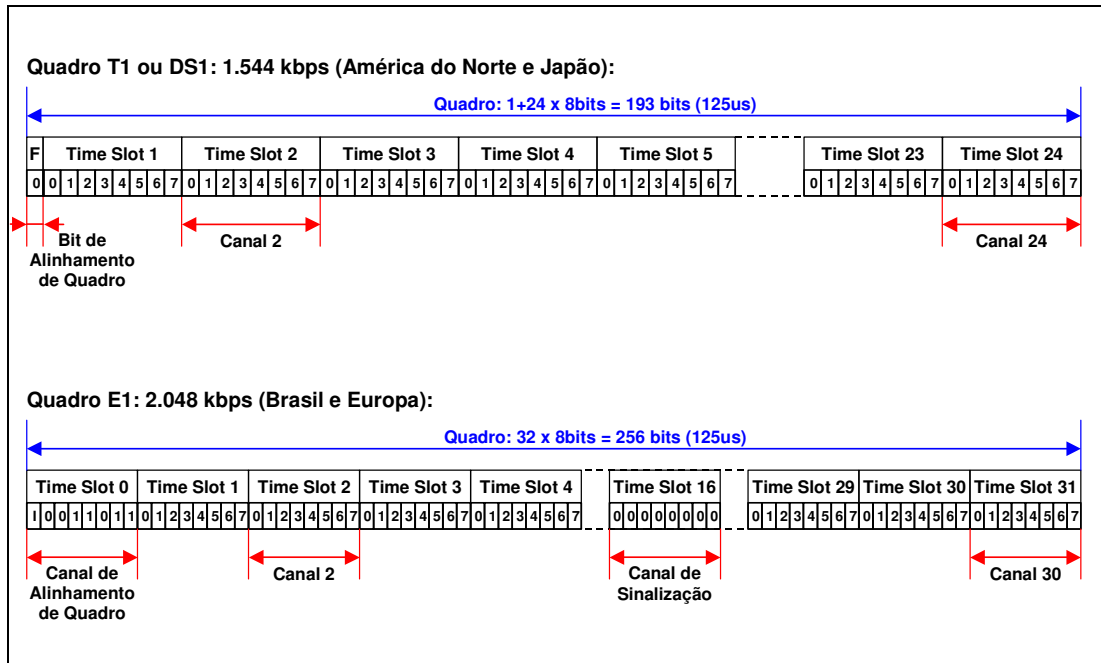 Quadro T1 ou DS1: 1.544 kbps (América do Norte e Japão):
Quadro: 1+24 x 8bits = 193 bits (125us)
F Time Slot 1 Time Slot 2 Time Slot 3 Time Slot 4 Time Slot 5 Time Slot 23 Time Slot 24
0 0 1 2 3 4 5 6 7 0 1 2 3 4 5 6 7 0 1 2 3 4 5 6 7 0 1 2 3 4 5 6 7 0 1 2 3 4 5 6 7 0 1 2 3 4 5 6 7 0 1 2 3 4 5 6 7
Bit de
Alinhamento
de Quadro
Canal 2
Canal 24
Quadro E1: 2.048 kbps (Brasil e Europa):
Quadro: 32 x 8bits = 256 bits (125us)
Time Slot 0 Time Slot 1 Time Slot 2 Time Slot 3 Time Slot 4 Time Slot 16 Time Slot 29 Time Slot 30 Time Slot 31
I 0 0 1 1 0 1 1 0 1 2 3 4 5 6 7 0 1 2 3 4 5 6 7 0 1 2 3 4 5 6 7 0 1 2 3 4 5 6 7 0 0 0 0 0 0 0 0 0 1 2 3 4 5 6 7 0 1 2 3 4 5 6 7 0 1 2 3 4 5 6 7
Canal de
Alinhamento
de Quadro
Canal 2
Canal de
Sinalização
Canal 30